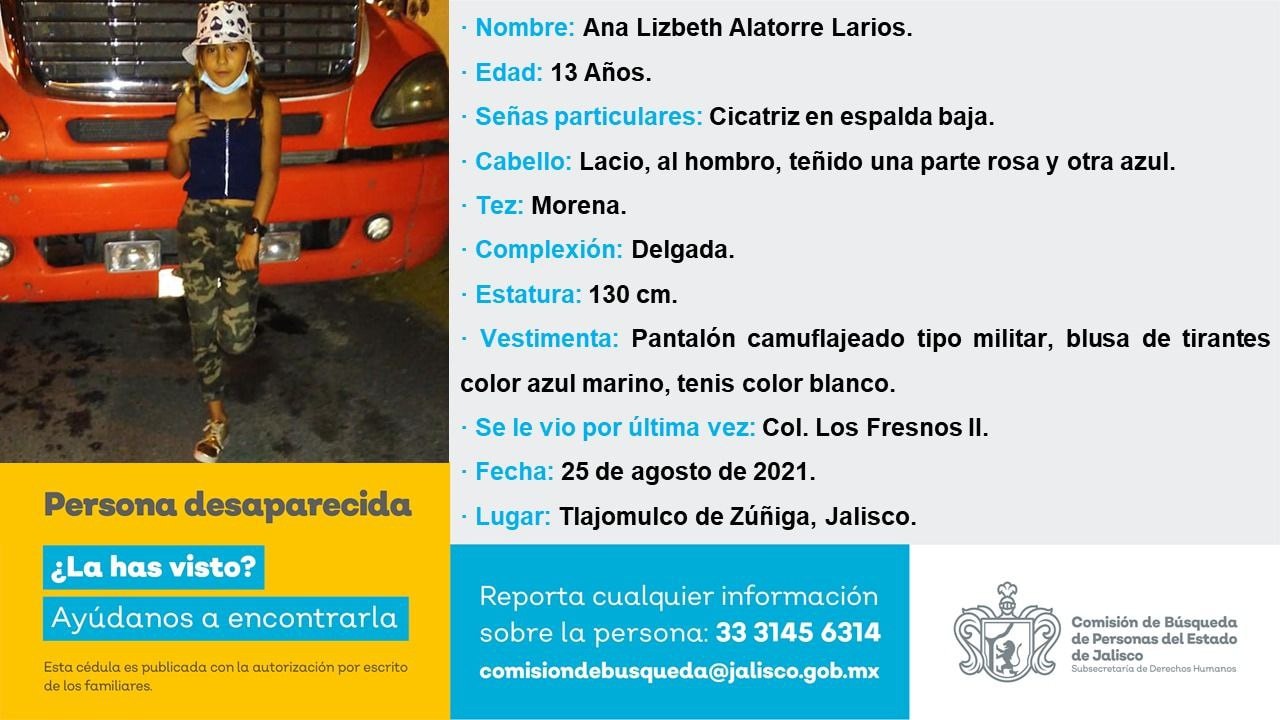 · Nombre: Ana Lizbeth Alatorre Larios.
· Edad: 13 Años.
· Señas particulares: Cicatriz en espalda baja.
· Cabello: Lacio, al hombro, teñido una parte rosa y otra azul.
· Tez: Morena.
· Complexión: Delgada.
· Estatura: 130 cm.
· Vestimenta: Pantalón camuflajeado tipo militar, blusa de tirantes
color azul marino, tenis color blanco.
· Se le vio por última vez: Col. Los Fresnos II.
· Fecha: 25 de agosto de 2021.
· Lugar: Tlajomulco de Zúñiga, Jalisco.
Persona desaparecida
¿La has visto?
Ayúdanos a encontrarla
Esta cédula es publicada con la autorización por escrito
de los familiares.
Reporta cualquier información
sobre la persona: 33 3145 6314
comisiondebusqueda@jalisco.gob.mx
Comisión de Búsqueda
de Personas del Estado
de Jalisco
Subsecretaría de Derechos Humanos